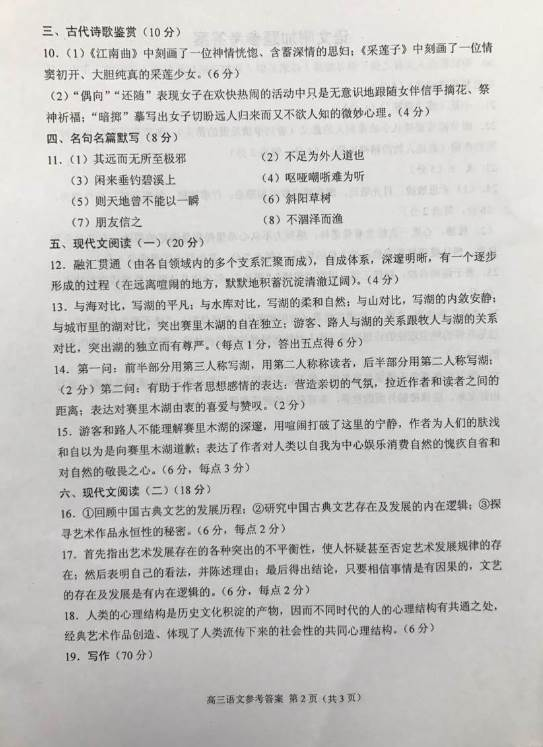 三、古代诗歌鉴赏（10分）
10.（1）《江南曲》中刻画了一位神情恍惚、含蓄深情的思妇；《采莲子》中刻画了一位情
窦初开、大胆纯真的采莲少女。（6分）
（2）“偶向”“还随”表现女子在欢快热闹的活动中只是无意识地跟随女伴信手摘花、祭
神祈福；“暗掷”摹写出女子切盼远人归来而又不欲人知的微妙心理。（4分）
四、名句名篇默写（8分）
11.（1）其远而无所至极邪 （2）不足为外人道也
（3）闲来垂钓碧溪上 （4）呕哑嘲哳难为听
（5）则天地曾不能以一瞬 （6）斜阳草树
（7）朋友信之 （8）不涸泽而渔
五、现代文阅读（一）（20分）
12. 融汇贯通（由各自领域内的多个支系汇聚而成），自成体系，深邃明晰，有一个逐步
形成的过程（在远离喧闹的地方，默默地积蓄沉淀清澈辽阔）。（4分）
13. 与海对比，写湖的平凡；与水库对比，写湖的柔和自然；与山对比，写湖的内敛安静；
与城市里的湖对比，突出赛里木湖的自在独立；游客、路人与湖的关系跟牧人与湖的关系
对比，突出湖的独立而有尊严。（每点1分，答出五点得6分）
14. 第一问：前半部分用第三人称写湖，用第二人称称读者，后半部分用第二人称写湖；
（2分）第二问：有助于作者思想感情的表达：营造亲切的气氛，拉近作者和读者之间的
距离；表达对赛里木湖由衷的喜爱与赞叹。（2分）
15. 游客和路人不能理解赛里木湖的深邃，用喧闹打破了这里的宁静，作者为人们的肤浅
和自以为是向赛里木湖道歉；表达了作者对人类以自我为中心娱乐消费自然的愧疚自省和
对自然的敬畏之心。（6分，每点3分）
六、现代文阅读（二）（18分）
16. ①回顾中国古典文艺的发展历程；②研究中国古典文艺存在及发展的内在逻辑；③探
寻艺术作品永恒性的秘密。（6分，每点2分）
17. 首先指出艺术发展存在的各种突出的不平衡性，使人怀疑甚至否定艺术发展规律的存
在；然后表明自己的看法，并陈述理由；最后得出结论，只要相信事情是有因果的，文艺
的存在及发展是有内在逻辑的。（6分，每点2分）
18. 人类的心理结构是历史文化积淀的产物，因而不同时代的人的心理结构有共通之处，
经典艺术作品创造、体现了人类流传下来的社会性的共同心理结构。（6分）
19. 写作（70分）
高三语文参考答案 第2页（共3页）